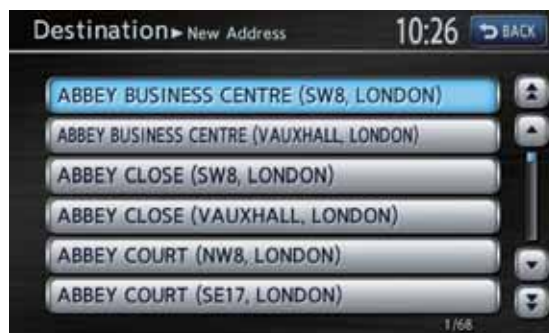 Destination ▸ New Address 10:26 BACK
ABBEY BUSINESS CENTRE (SW8, LONDON)
ABBEY BUSINESS CENTRE (VAUXHALL, LONDON)
ABBEY CLOSE (SW8, LONDON)
ABBEY CLOSE (VAUXHALL, LONDON)
ABBEY COURT (NW8, LONDON)
ABBEY COURT (SE17, LONDON)
1/68